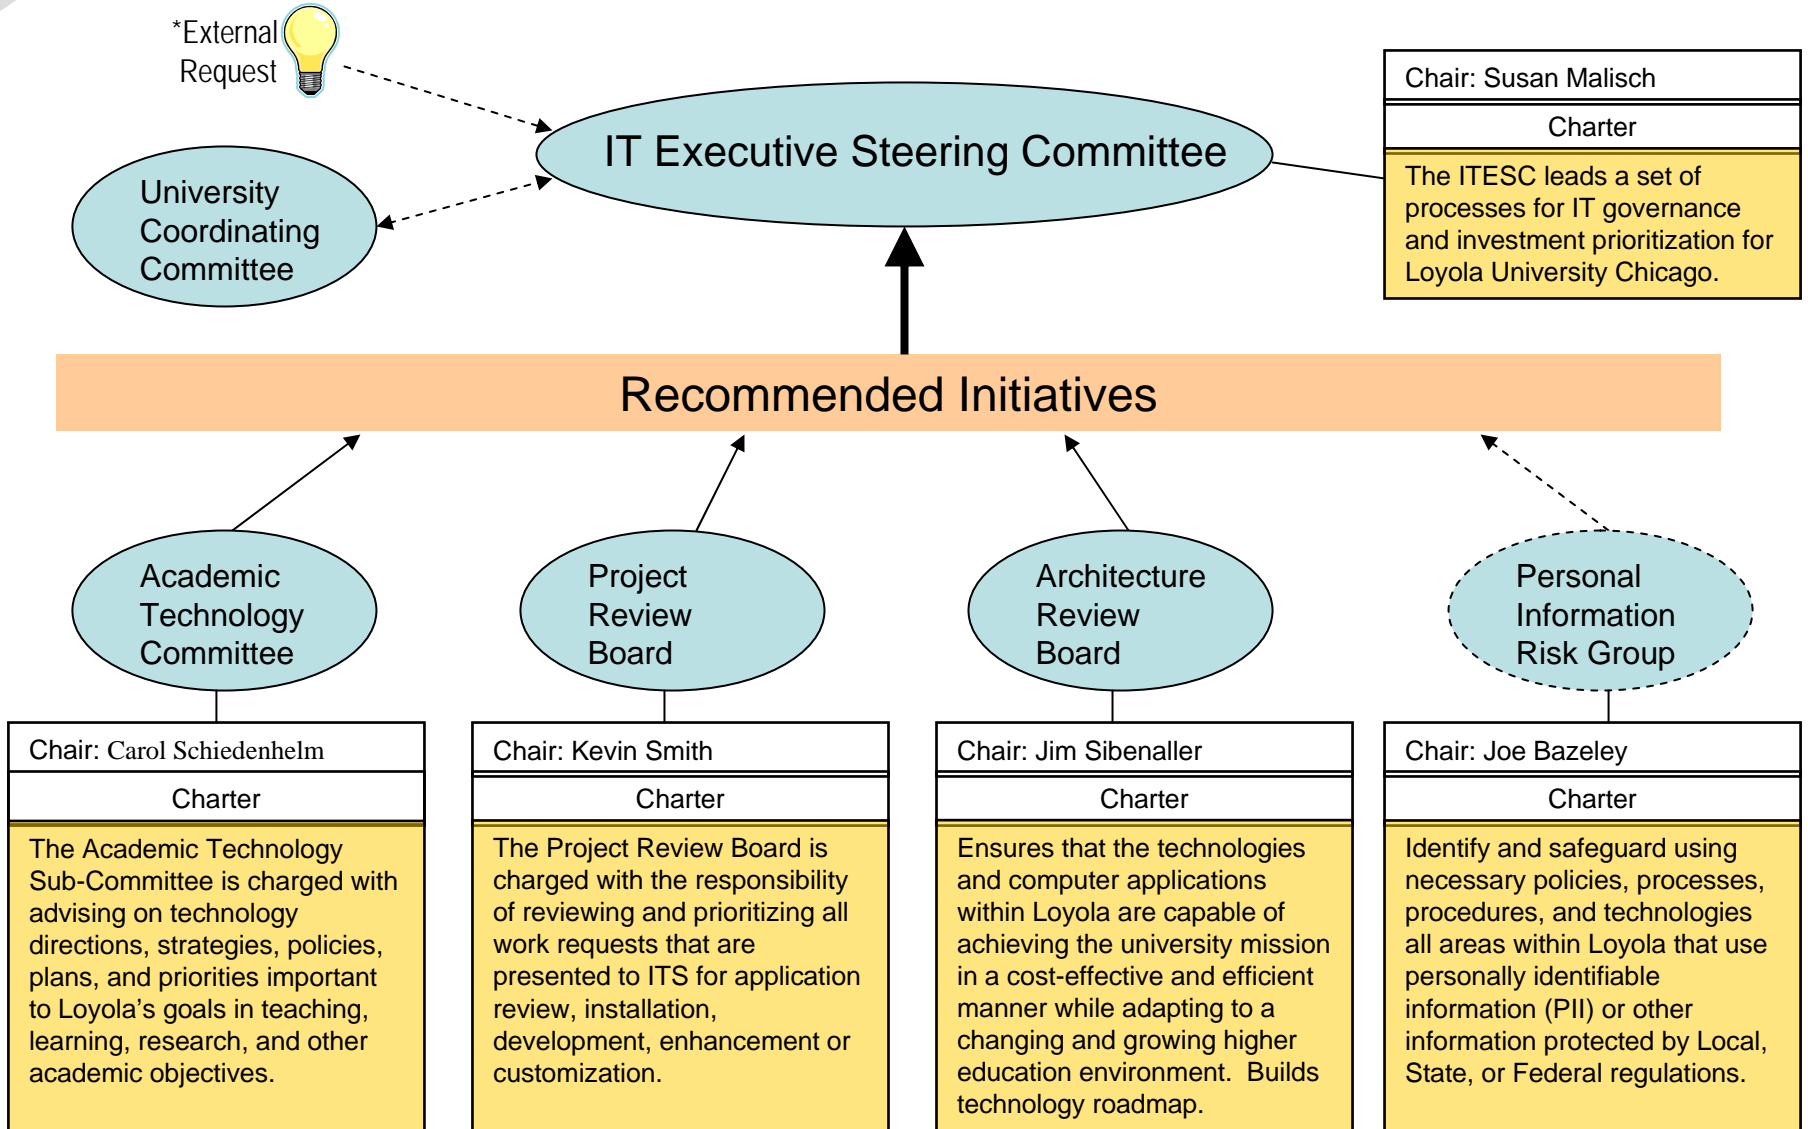 *External
Request
IT Executive Steering Committee
University
Coordinating
Committee
Chair: Susan Malisch
Charter
The ITESC leads a set of
processes for IT governance
and investment prioritization for
Loyola University Chicago.
Recommended Initiatives
Academic
Technology
Committee
Project
Review
Board
Architecture
Review
Board
Personal
Information
Risk Group
Chair: Carol Schiedenhelm
Charter
The Academic Technology
Sub-Committee is charged with
advising on technology
directions, strategies, policies,
plans, and priorities important
to Loyola’s goals in teaching,
learning, research, and other
academic objectives.
Chair: Kevin Smith
Charter
The Project Review Board is
charged with the responsibility
of reviewing and prioritizing all
work requests that are
presented to ITS for application
review, installation,
development, enhancement or
customization.
Chair: Jim Sibenaller
Charter
Ensures that the technologies
and computer applications
within Loyola are capable of
achieving the university mission
in a cost-effective and efficient
manner while adapting to a
changing and growing higher
education environment.  Builds
technology roadmap.
Chair: Joe Bazeley
Charter
Identify and safeguard using
necessary policies, processes,
procedures, and technologies
all areas within Loyola that use
personally identifiable
information (PII) or other
information protected by Local,
State, or Federal regulations.